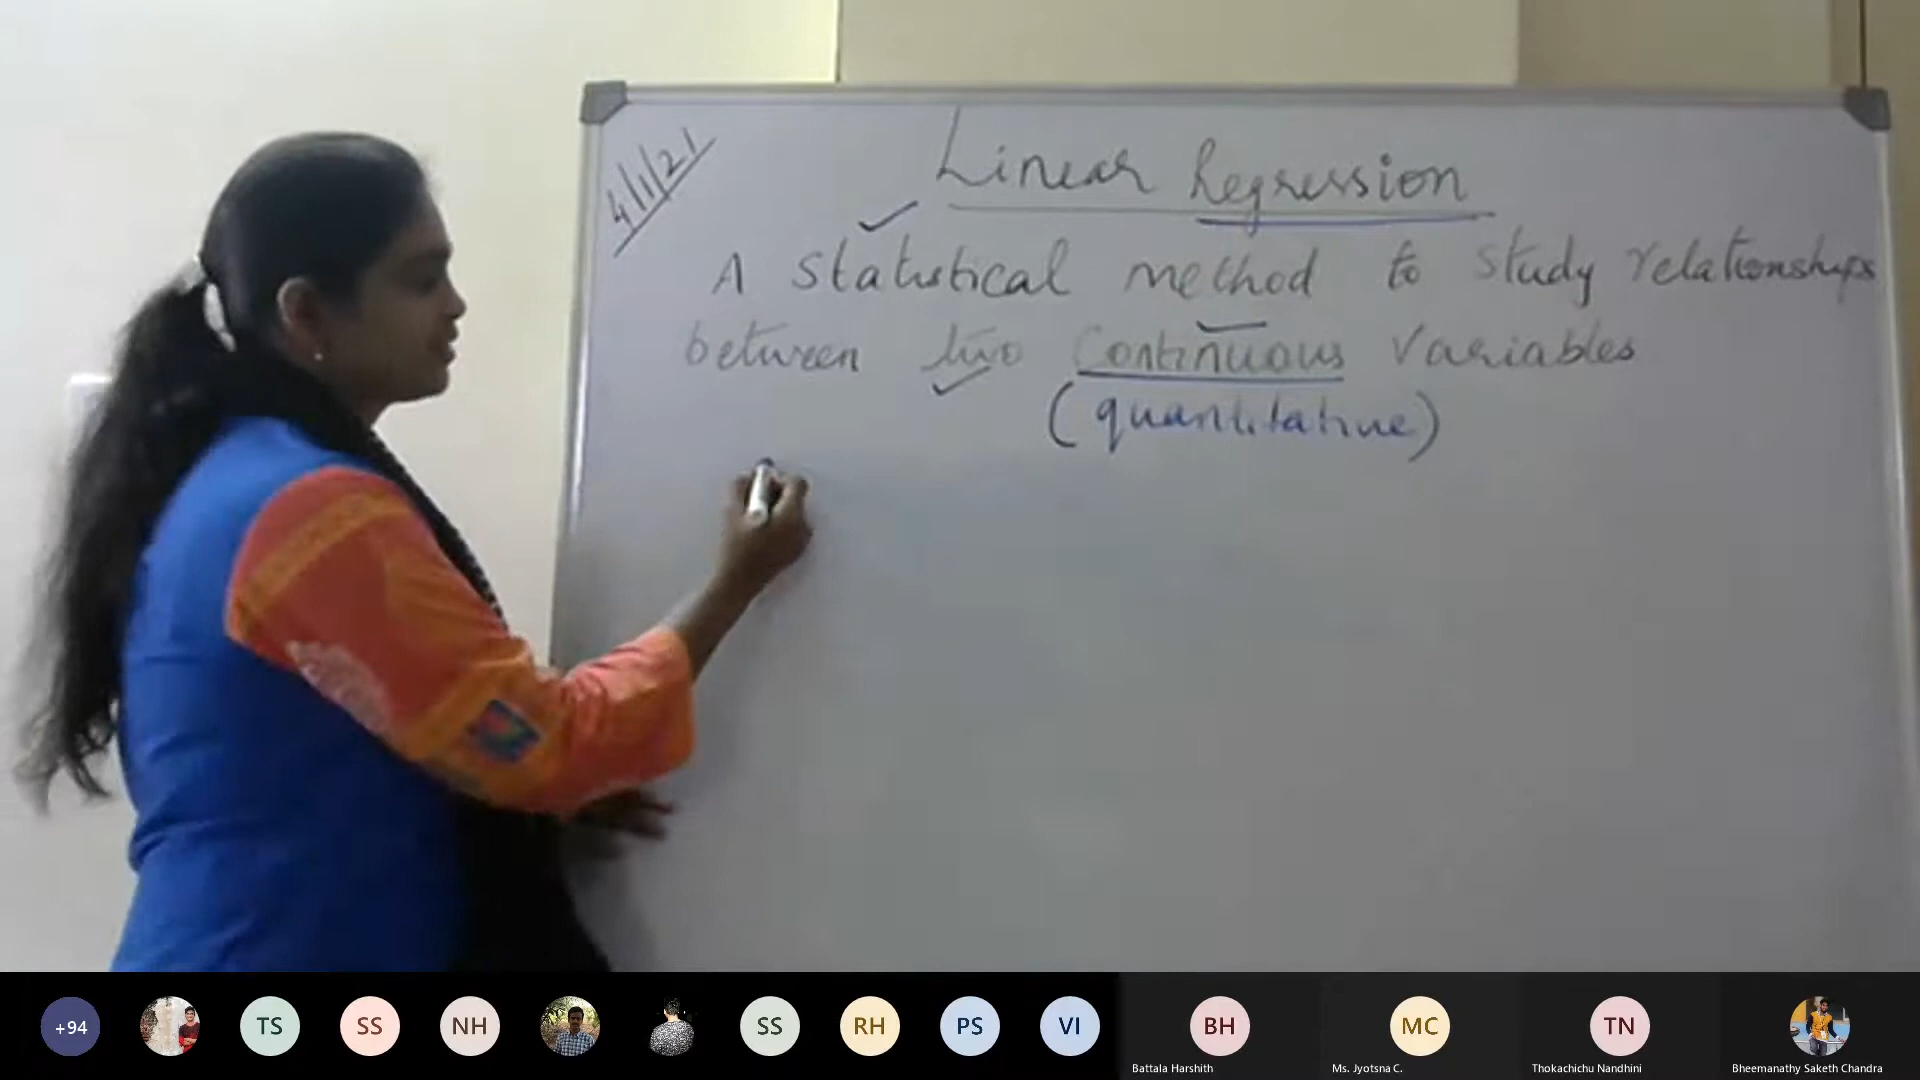 4/1/21
Linear Regression
A statistical method to study relationships
between two Continuous Variables
(quantitative)
+94
TS
SS
NH
SS
RH
PS
VI
BH
MC
TN
Battala Harshith
Ms. Jyotsna C.
Thokachichu Nandhini
Bheemanathy Saketh Chandra